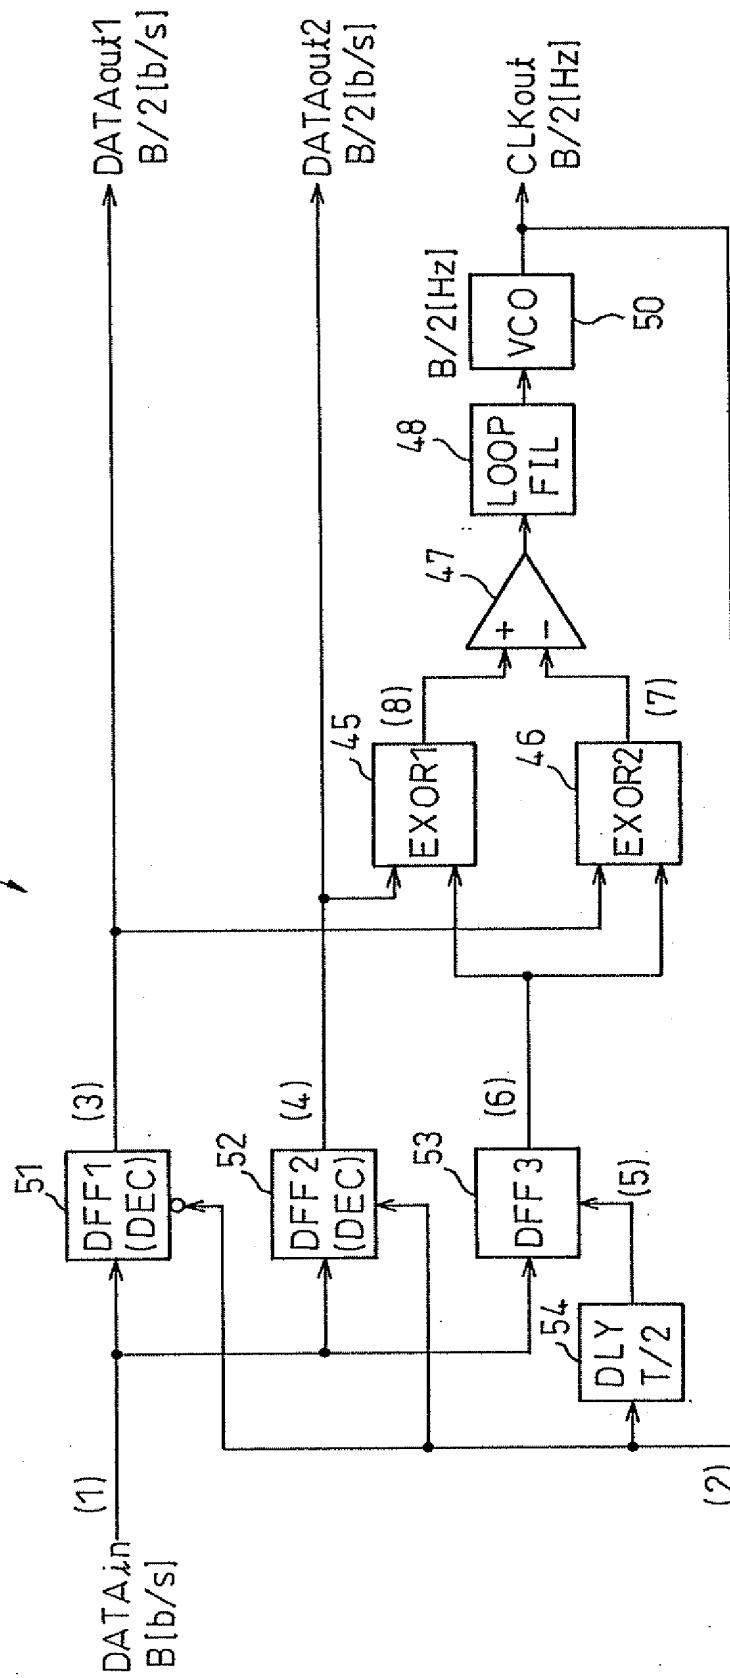 DATAin
B[b/s]
(1)
(2)
51
DFF1
(DEC)
(3)
DATAout1
B/2[b/s]
52
DFF2
(DEC)
(4)
DATAout2
B/2[b/s]
53
DFF3
(6)
54
DLY
T/2
(5)
45
EXOR1
(8)
46
EXOR2
(7)
47
+
-
48
LOOP
FIL
B/2[Hz]
VCO
50
CLKout
B/2[Hz]